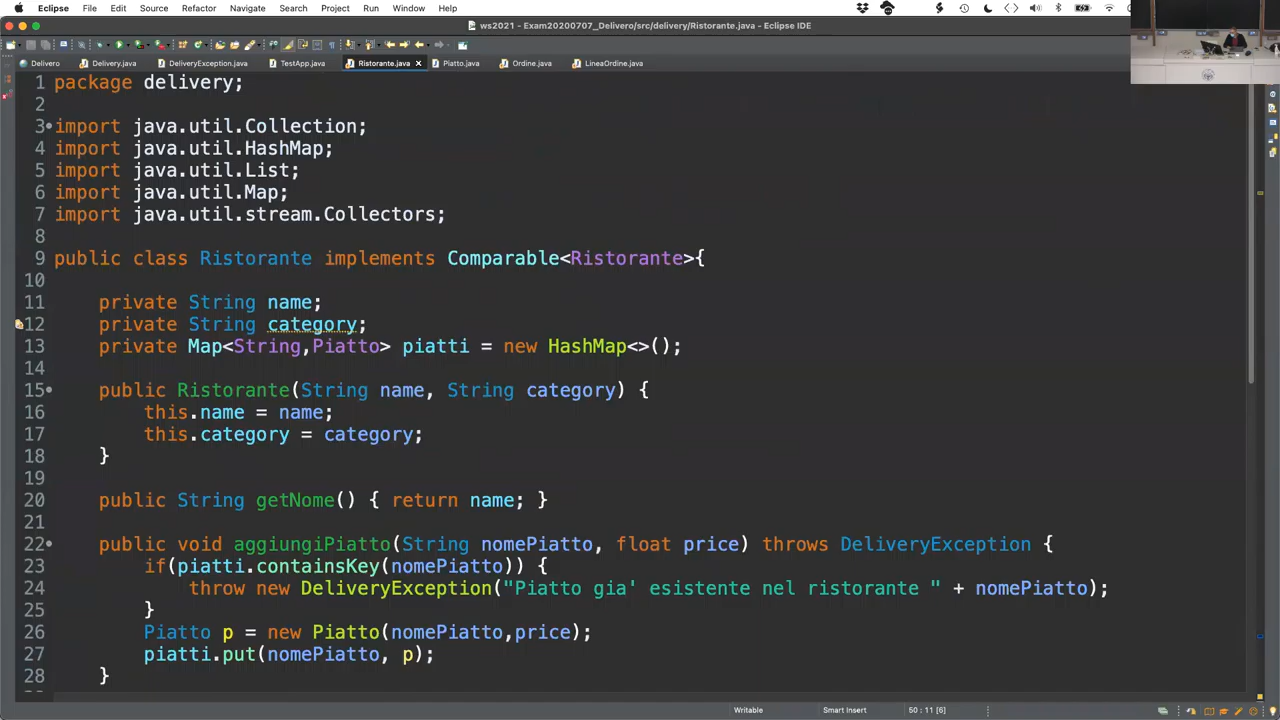 Eclipse File Edit Source Refactor Navigate Search Project Run Window Help
ws2021 - Exam20200707_Delivero/src/delivery/Ristorante.java - Eclipse IDE
Delivero Delivery.java DeliveryException.java TestApp.java Ristorante.java Piatto.java Ordine.java LineaOrdine.java
1 package delivery;
2
3 import java.util.Collection;
4 import java.util.HashMap;
5 import java.util.List;
6 import java.util.Map;
7 import java.util.stream.Collectors;
8
9 public class Ristorante implements Comparable<Ristorante>{
10
11 private String name;
12 private String category;
13 private Map<String,Piatto> piatti = new HashMap<>();
14
15 public Ristorante(String name, String category) {
16 this.name = name;
17 this.category = category;
18 }
19
20 public String getNome() { return name; }
21
22 public void aggiungiPiatto(String nomePiatto, float price) throws DeliveryException {
23 if(piatti.containsKey(nomePiatto)) {
24 throw new DeliveryException("Piatto gia' esistente nel ristorante " + nomePiatto);
25 }
26 Piatto p = new Piatto(nomePiatto,price);
27 piatti.put(nomePiatto, p);
28 }
Writable Smart Insert 50 : 11 [6]